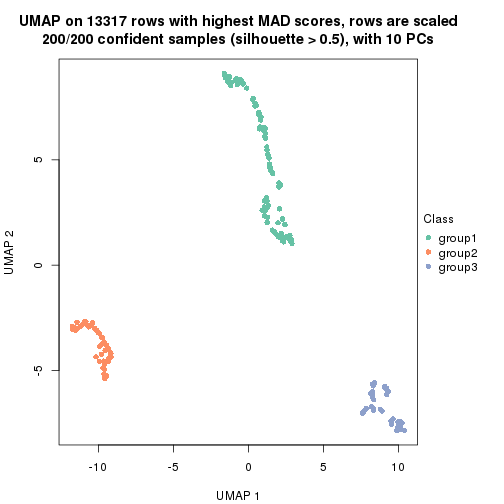 UMAP on 13317 rows with highest MAD scores, rows are scaled
200/200 confident samples (silhouette > 0.5), with 10 PCs
5
0
-5
UMAP 2
-10
-5
0
5
10
UMAP 1
Class
group1
group2
group3